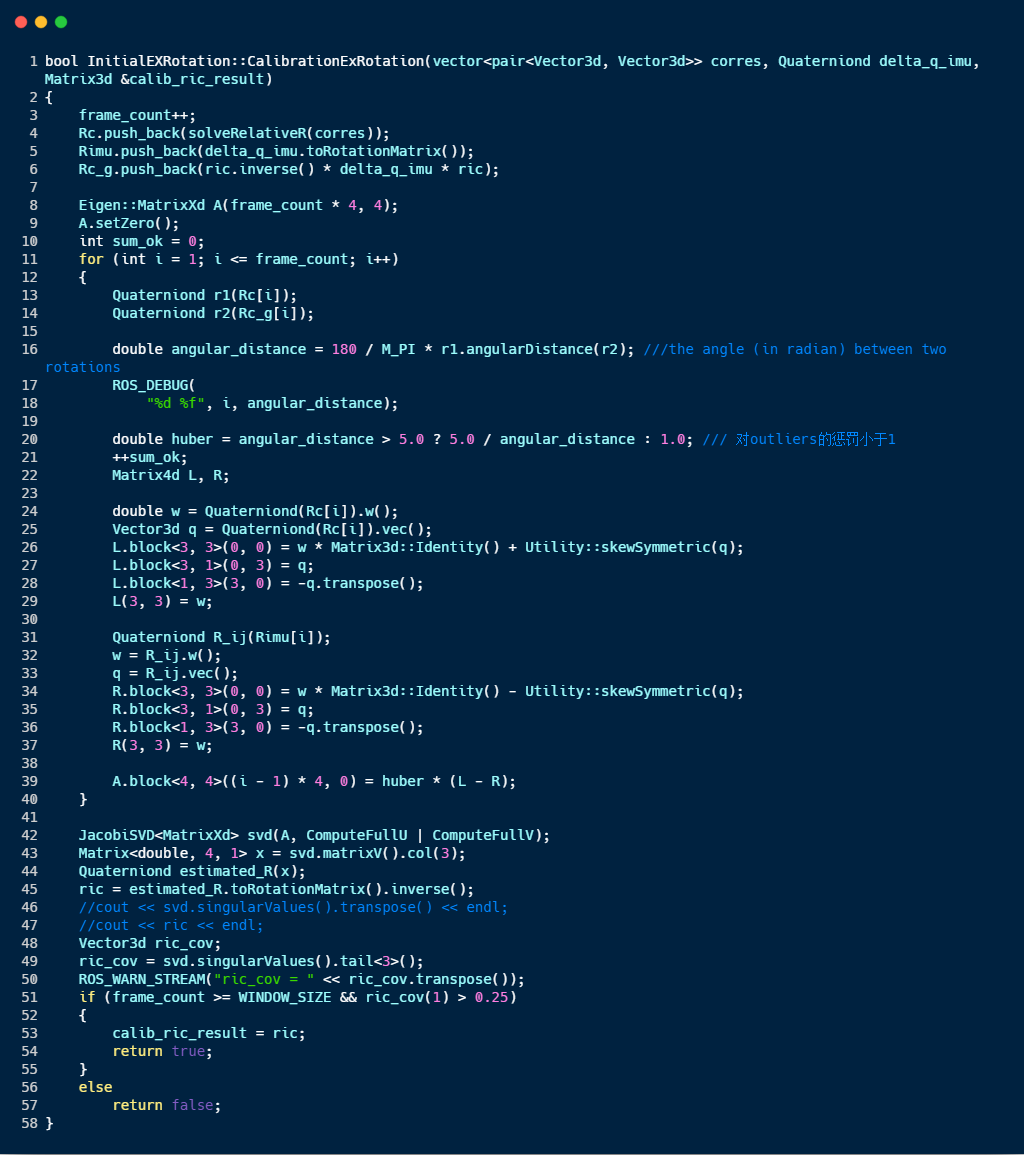 1 bool InitialEXRotation::CalibrationExRotation(vector<pair<Vector3d, Vector3d>> corres, Quaterniond delta_q_imu,
Matrix3d &calib_ric_result)
2 {
3     frame_count++;
4     Rc.push_back(solveRelativeR(corres));
5     Rimu.push_back(delta_q_imu.toRotationMatrix());
6     Rc_g.push_back(ric.inverse() * delta_q_imu * ric);
7
8     Eigen::MatrixXd A(frame_count * 4, 4);
9     A.setZero();
10     int sum_ok = 0;
11     for (int i = 1; i <= frame_count; i++)
12     {
13         Quaterniond r1(Rc[i]);
14         Quaterniond r2(Rc_g[i]);
15
16         double angular_distance = 180 / M_PI * r1.angularDistance(r2); ///the angle (in radian) between two
rotations
17         ROS_DEBUG(
18             "%d %f", i, angular_distance);
19
20         double huber = angular_distance > 5.0 ? 5.0 / angular_distance : 1.0; /// 对outliers的惩罚小于1
21         ++sum_ok;
22         Matrix4d L, R;
23
24         double w = Quaterniond(Rc[i]).w();
25         Vector3d q = Quaterniond(Rc[i]).vec();
26         L.block<3, 3>(0, 0) = w * Matrix3d::Identity() + Utility::skewSymmetric(q);
27         L.block<3, 1>(0, 3) = q;
28         L.block<1, 3>(3, 0) = -q.transpose();
29         L(3, 3) = w;
30
31         Quaterniond R_ij(Rimu[i]);
32         w = R_ij.w();
33         q = R_ij.vec();
34         R.block<3, 3>(0, 0) = w * Matrix3d::Identity() - Utility::skewSymmetric(q);
35         R.block<3, 1>(0, 3) = q;
36         R.block<1, 3>(3, 0) = -q.transpose();
37         R(3, 3) = w;
38
39         A.block<4, 4>((i - 1) * 4, 0) = huber * (L - R);
40     }
41
42     JacobiSVD<MatrixXd> svd(A, ComputeFullU | ComputeFullV);
43     Matrix<double, 4, 1> x = svd.matrixV().col(3);
44     Quaterniond estimated_R(x);
45     ric = estimated_R.toRotationMatrix().inverse();
46     //cout << svd.singularValues().transpose() << endl;
47     //cout << ric << endl;
48     Vector3d ric_cov;
49     ric_cov = svd.singularValues().tail<3>();
50     ROS_WARN_STREAM("ric_cov = " << ric_cov.transpose());
51     if (frame_count >= WINDOW_SIZE && ric_cov(1) > 0.25)
52     {
53         calib_ric_result = ric;
54         return true;
55     }
56     else
57         return false;
58 }